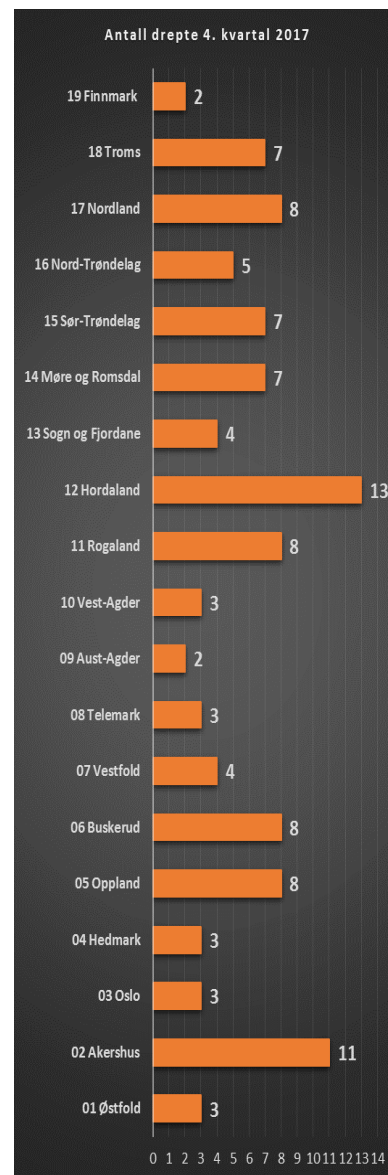 Antall drepte 4. kvartal 2017
19 Finnmark 2
18 Troms 7
17 Nordland 8
16 Nord-Trøndelag 5
15 Sør-Trøndelag 7
14 Møre og Romsdal 7
13 Sogn og Fjordane 4
12 Hordaland 13
11 Rogaland 8
10 Vest-Agder 3
09 Aust-Agder 2
08 Telemark 3
07 Vestfold 4
06 Buskerud 8
05 Oppland 8
04 Hedmark 3
03 Oslo 3
02 Akershus 11
01 Østfold 3
0 1 2 3 4 5 6 7 8 9 10 11 12 13 14